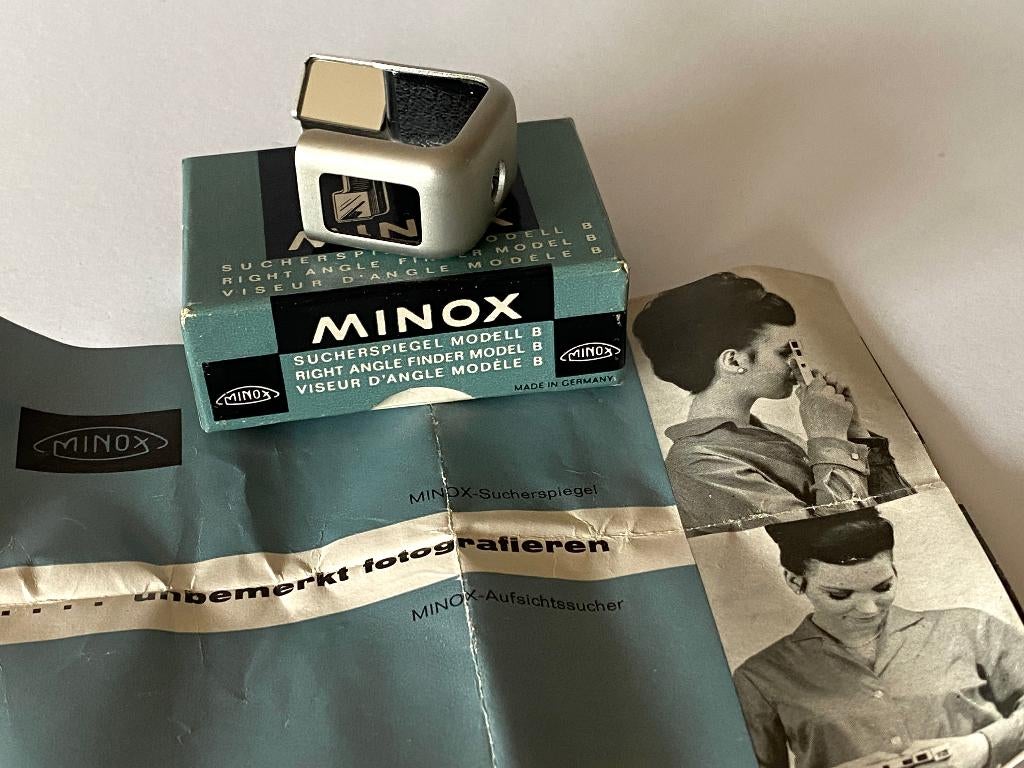 MINOX
SUCHERSPIEGEL MODELL B
RIGHT ANGLE FINDER MODEL B
VISEUR D'ANGLE MODÈLE B
MINOX
SUCHERSPIEGEL MODELL B
RIGHT ANGLE FINDER MODEL B
VISEUR D'ANGLE MODÈLE B
MINOX
MINOX
MADE IN GERMANY
MINOX
MINOX-Sucherspiegel
..... unbemerkt fotografieren
MINOX-Aufsichtssucher